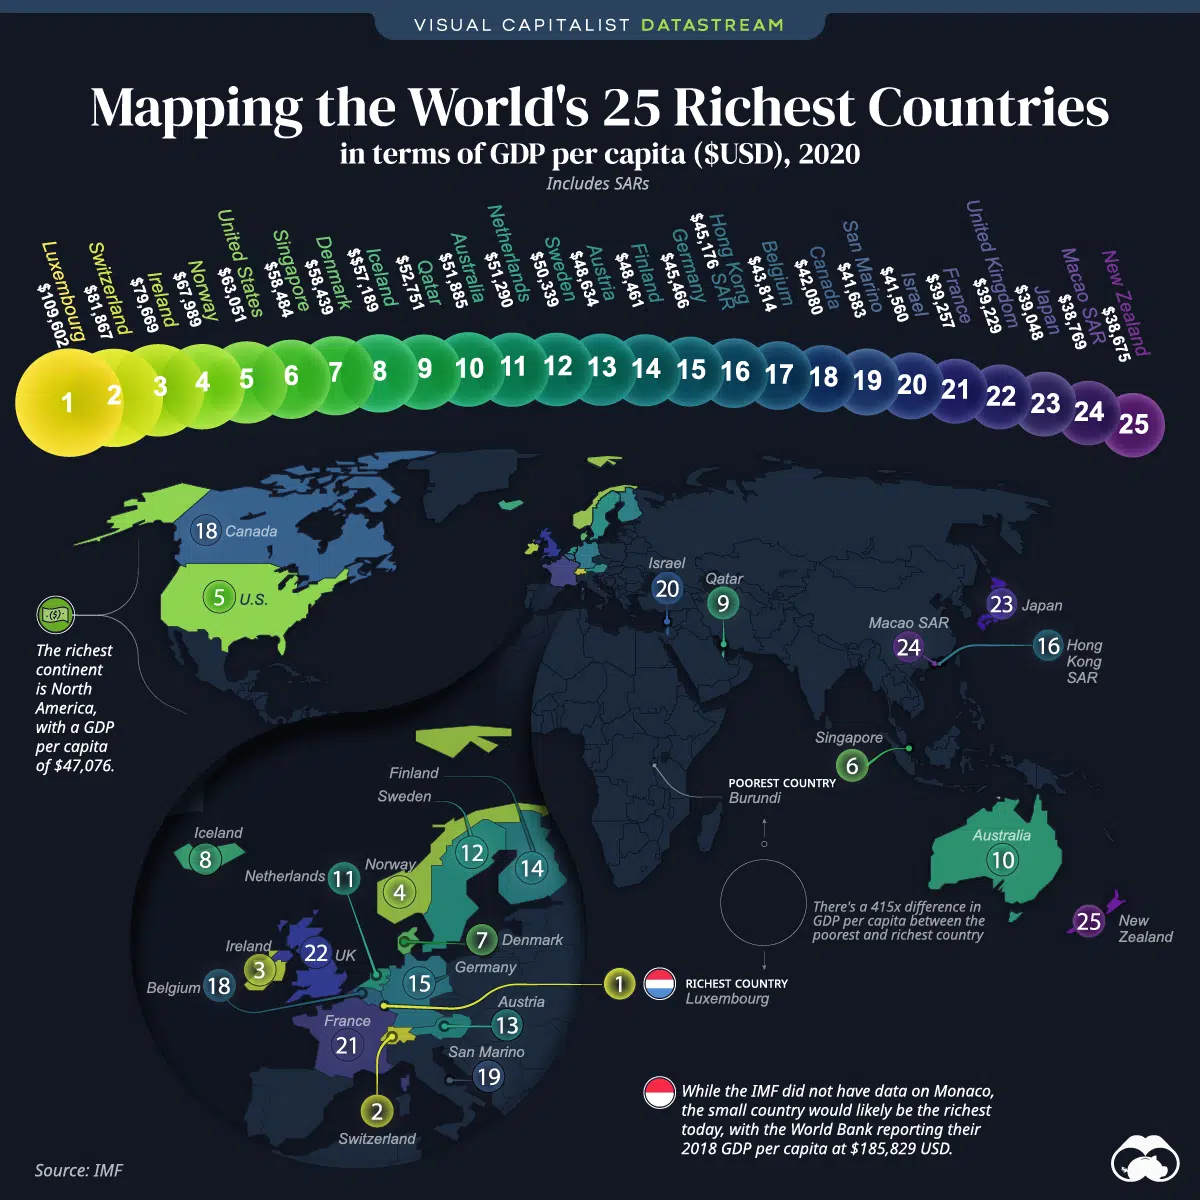 VISUAL CAPITALIST DATASTREAM
Mapping the World's 25 Richest Countries
in terms of GDP per capita ($USD), 2020
Includes SARs
Luxembourg
$109,602
Switzerland
$81,867
Ireland
$79,669
Norway
$67,989
United States
$63,051
Singapore
$58,484
Denmark
$58,439
Iceland
$57,189
Qatar
$52,751
Australia
$51,885
Netherlands
$51,290
Sweden
$50,339
Austria
$48,634
Finland
$48,461
Germany
$45,466
Hong Kong SAR
$45,176
Belgium
$43,814
Canada
$42,080
San Marino
$41,683
Israel
$41,560
France
$39,257
United Kingdom
$39,229
Japan
$39,048
Macao SAR
$38,769
New Zealand
$38,675
1 2 3 4 5 6 7 8 9 10 11 12 13 14 15 16 17 18 19 20 21 22 23 24 25
18 Canada
5 U.S.
The richest
continent
is North
America,
with a GDP
per capita
of $47,076.
Israel
20
Qatar
9
23 Japan
Macao SAR
24
16 Hong
Kong
SAR
Singapore
6
POOREST COUNTRY
Burundi
Australia
10
25 New
Zealand
There's a 415x difference in
GDP per capita between the
poorest and richest country
RICHEST COUNTRY
1 Luxembourg
Finland
Sweden
Iceland
8
Netherlands 11
Norway
4
12
14
7 Denmark
Ireland
3
22 UK
Germany
15
Belgium 18
Austria
13
France
21
San Marino
19
2
Switzerland
While the IMF did not have data on Monaco,
the small country would likely be the richest
today, with the World Bank reporting their
2018 GDP per capita at $185,829 USD.
Source: IMF